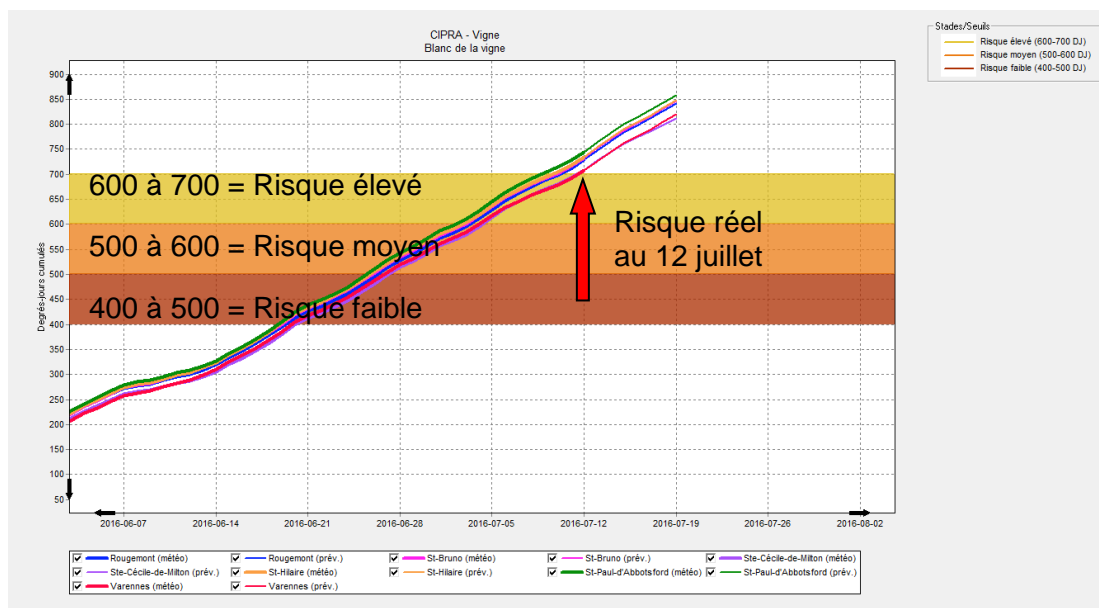 CIPRA - Vigne
Blanc de la vigne
Stades/Seuils
Risque élevé (600-700 DJ)
Risque moyen (500-600 DJ)
Risque faible (400-500 DJ)
Degrés-jours cumulés
900
850
800
750
700
650
600
550
500
450
400
350
300
250
200
150
100
50
600 à 700 = Risque élevé
500 à 600 = Risque moyen
400 à 500 = Risque faible
Risque réel
au 12 juillet
2016-06-07 2016-06-14 2016-06-21 2016-06-28 2016-07-05 2016-07-12 2016-07-19 2016-07-26 2016-08-02
Rougemont (météo) Rougemont (prév.) St-Bruno (météo) St-Bruno (prév.) Ste-Cécile-de-Milton (météo)
Ste-Cécile-de-Milton (prév.) St-Hilaire (météo) St-Hilaire (prév.) St-Paul-d'Abbotsford (météo) St-Paul-d'Abbotsford (prév.)
Varennes (météo) Varennes (prév.)